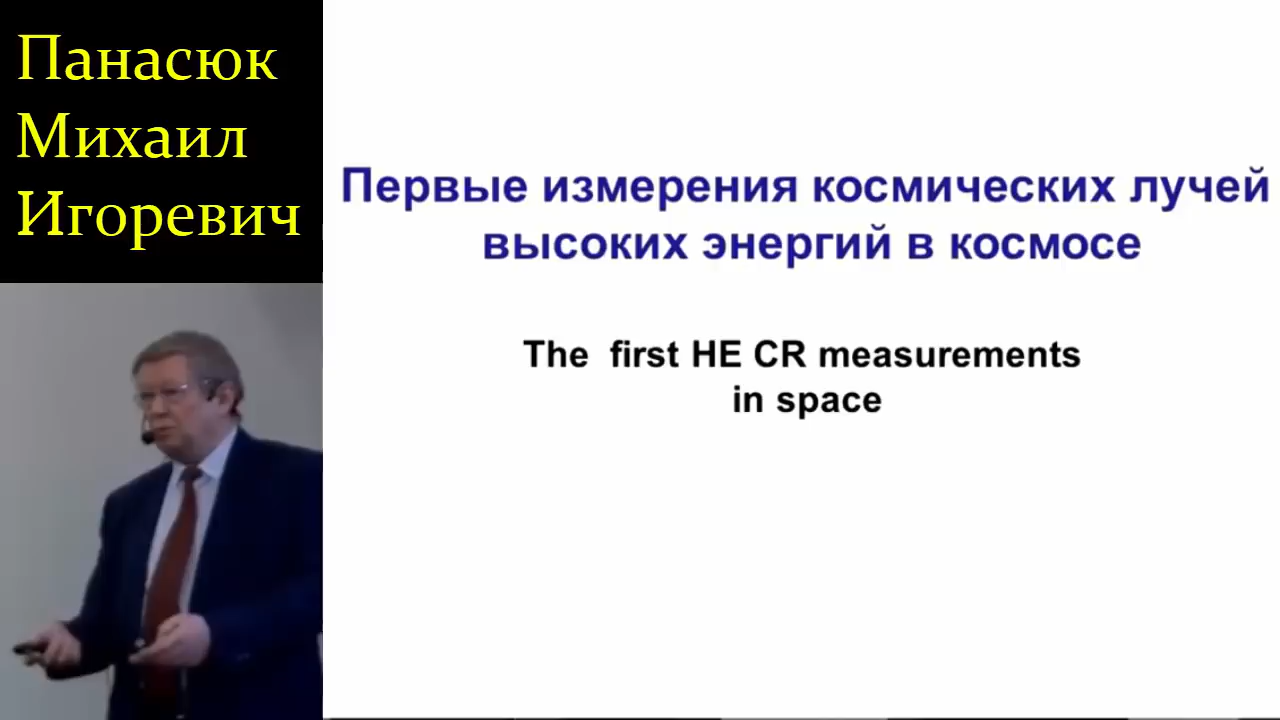 Панасюк
Михаил
Игоревич
Первые измерения космических лучей
высоких энергий в космосе
The first HE CR measurements
in space